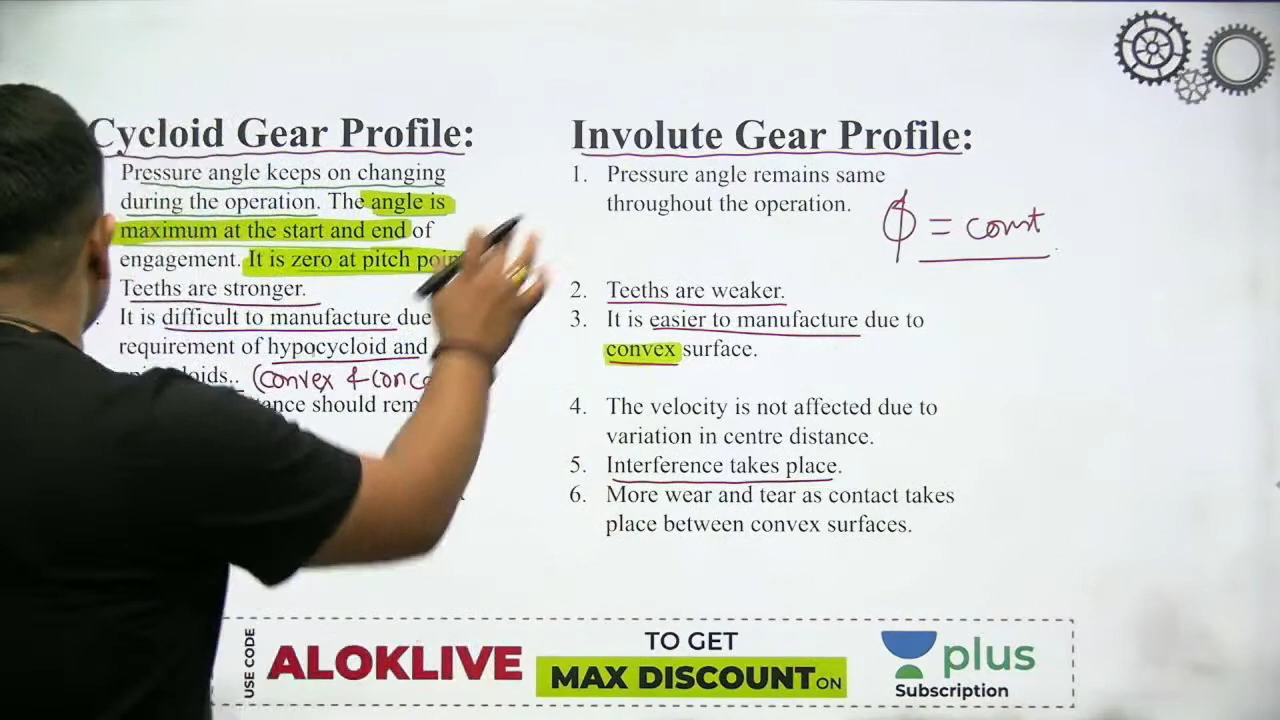 Cycloid Gear Profile:
Pressure angle keeps on changing
during the operation. The angle is
maximum at the start and end of
engagement. It is zero at pitch
Teeths are stronger.
It is difficult to manufacture due
requirement of hypocycloid and
(convex &
should
Involute Gear Profile:
1. Pressure angle remains same
throughout the operation.
ϕ = const
2. Teeths are weaker.
3. It is easier to manufacture due to
convex surface.
4. The velocity is not affected due to
variation in centre distance.
5. Interference takes place.
6. More wear and tear as contact takes
place between convex surfaces.
USE CODE
ALOKLIVE
TO GET
MAX DISCOUNT ON
plus
Subscription